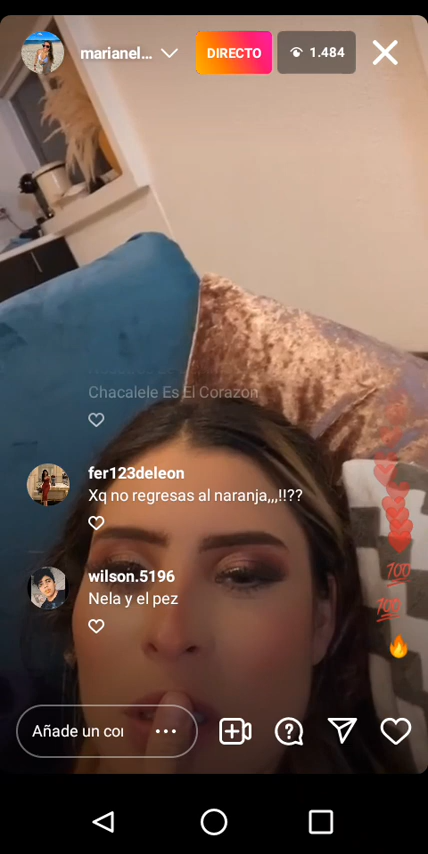 marianel...
DIRECTO
1.484
Chacalele Es El Corazon
fer123deleon
Xq no regresas al naranja,,,!!??
wilson.5196
Nela y el pez
Añade un co